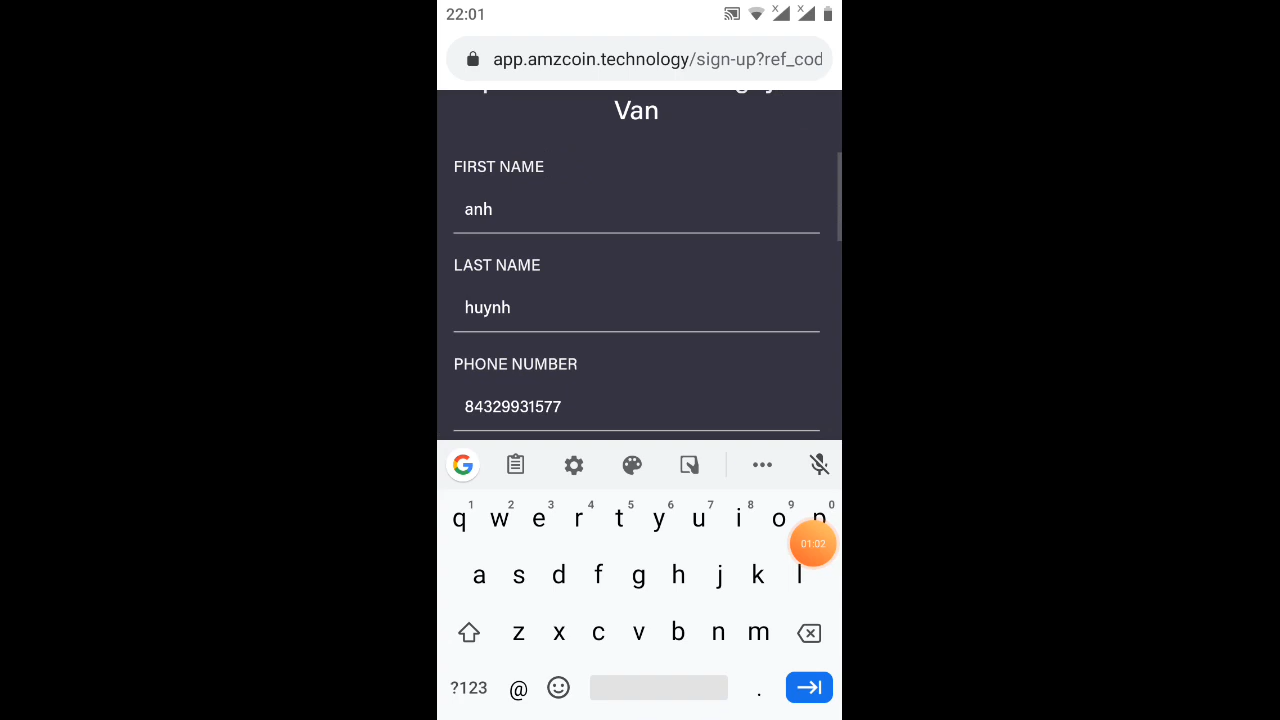 22:01
app.amzcoin.technology/sign-up?ref_cod
Van
FIRST NAME
anh
LAST NAME
huynh
PHONE NUMBER
84329931577
1 2 3 4 5 6 7 8 9 0
q w e r t y u i o p
01:02
a s d f g h j k l
z x c v b n m
?123 @ .